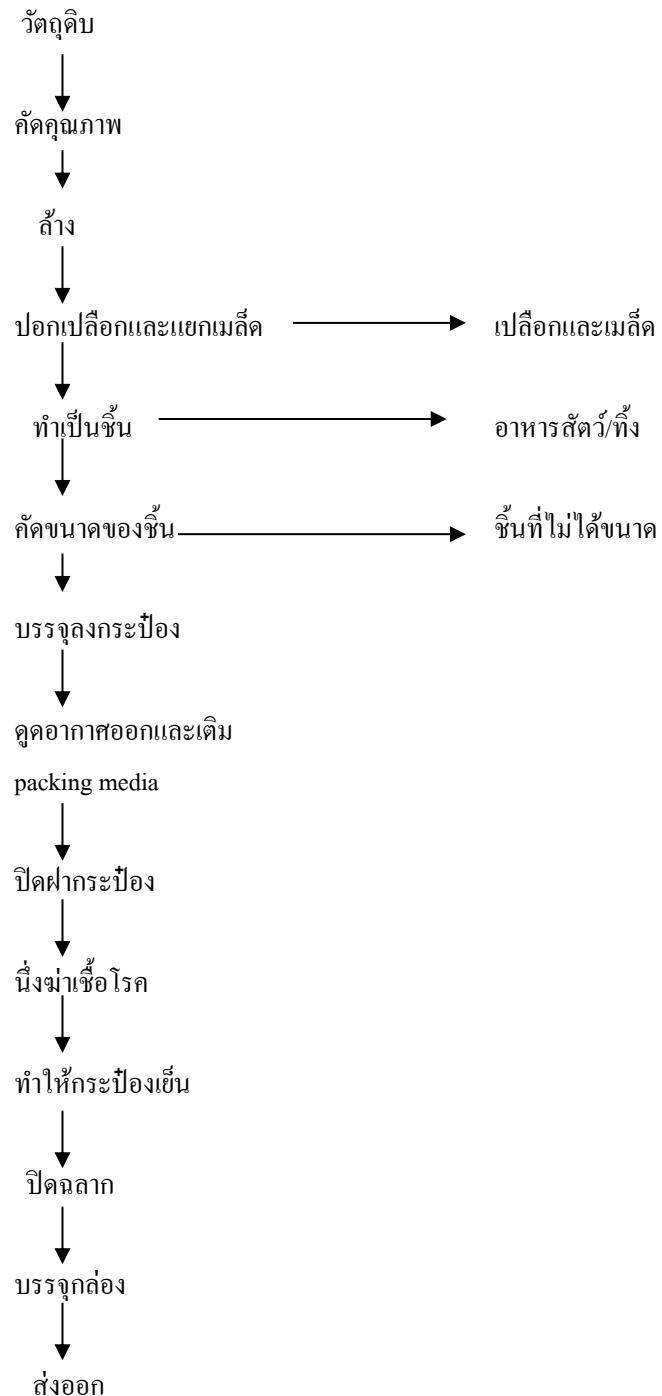 วัตถุดิบ
คัดคุณภาพ
ล้าง
ปอกเปลือกและแยกเมล็ด เปลือกและเมล็ด
ทำเป็นชิ้น อาหารสัตว์/ทิ้ง
คัดขนาดของชิ้น ชิ้นที่ไม่ได้ขนาด
บรรจุลงกระป๋อง
ดูดอากาศออกและเติม
packing media
ปิดฝากระป๋อง
นึ่งฆ่าเชื้อโรค
ทำให้กระป๋องเย็น
ปิดฉลาก
บรรจุกล่อง
ส่งออก